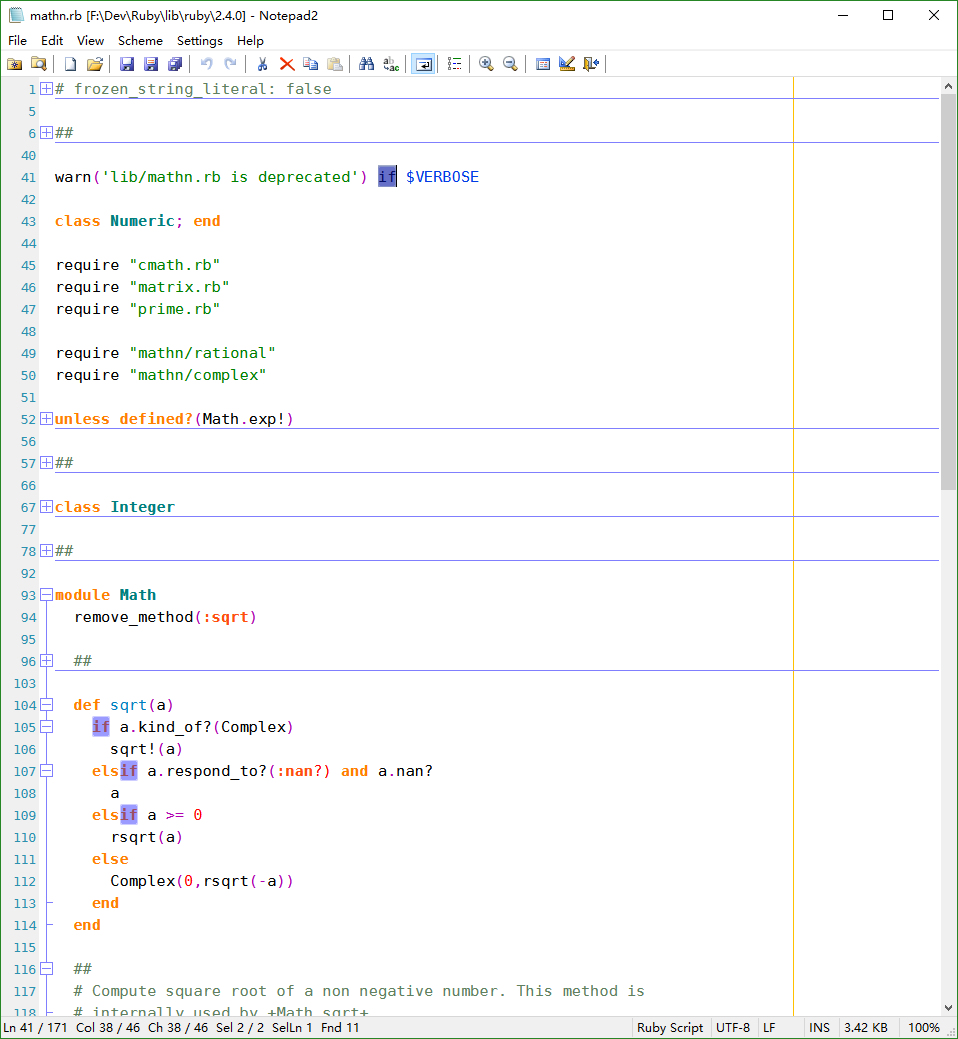 mathn.rb [F:\Dev\Ruby\lib\ruby\2.4.0] - Notepad2
File Edit View Scheme Settings Help
1 # frozen_string_literal: false
5
6 ##
40
41 warn('lib/mathn.rb is deprecated') if $VERBOSE
42
43 class Numeric; end
44
45 require "cmath.rb"
46 require "matrix.rb"
47 require "prime.rb"
48
49 require "mathn/rational"
50 require "mathn/complex"
51
52 unless defined?(Math.exp!)
56
57 ##
66
67 class Integer
77
78 ##
92
93 module Math
94 remove_method(:sqrt)
95
96 ##
103
104 def sqrt(a)
105 if a.kind_of?(Complex)
106 sqrt!(a)
107 elsif a.respond_to?(:nan?) and a.nan?
108 a
109 elsif a >= 0
110 rsqrt(a)
111 else
112 Complex(0,rsqrt(-a))
113 end
114 end
115
116 ##
117 # Compute square root of a non negative number. This method is
118 # internally used by +Math.sqrt+
Ln 41 / 171 Col 38 / 46 Ch 38 / 46 Sel 2 / 2 SelLn 1 Fnd 11 Ruby Script UTF-8 LF INS 3.42 KB 100%